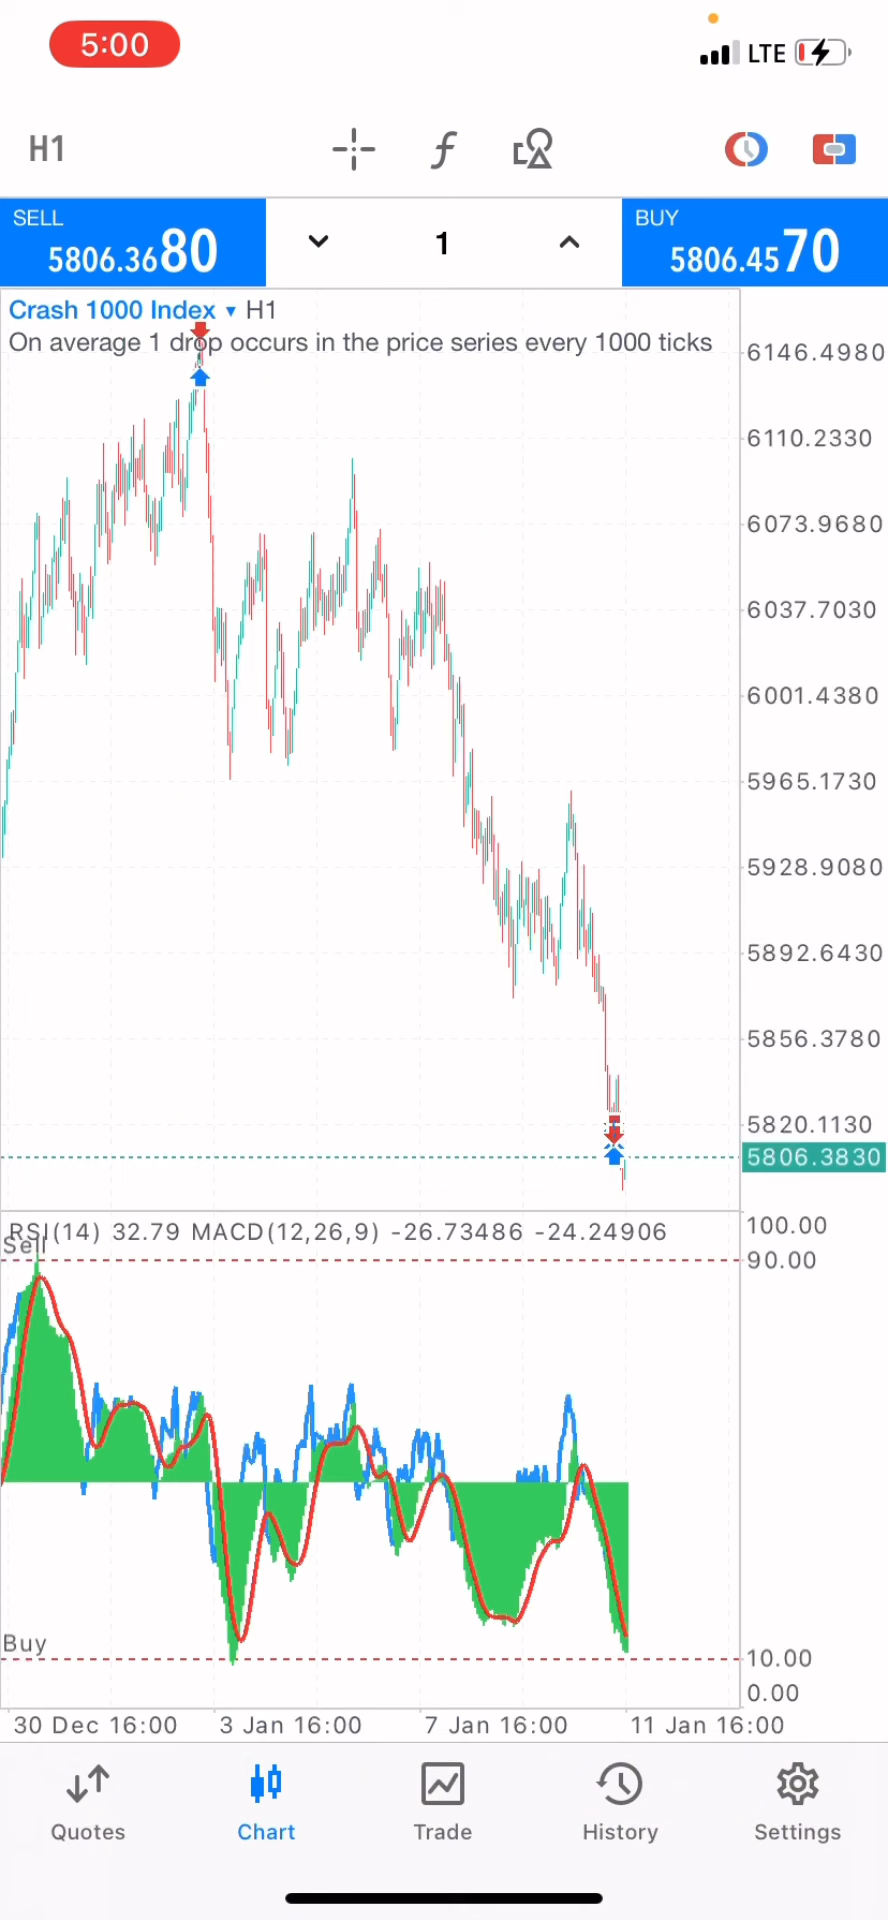 5:00
LTE
H1
SELL
5806.3680
1
BUY
5806.4570
Crash 1000 Index ▾ H1
On average 1 drop occurs in the price series every 1000 ticks
6146.4980
6110.2330
6073.9680
6037.7030
6001.4380
5965.1730
5928.9080
5892.6430
5856.3780
5820.1130
5806.3830
RSI(14) 32.79 MACD(12,26,9) -26.73486 -24.24906
100.00
Sell
90.00
Buy
10.00
0.00
30 Dec 16:00
3 Jan 16:00
7 Jan 16:00
11 Jan 16:00
Quotes
Chart
Trade
History
Settings